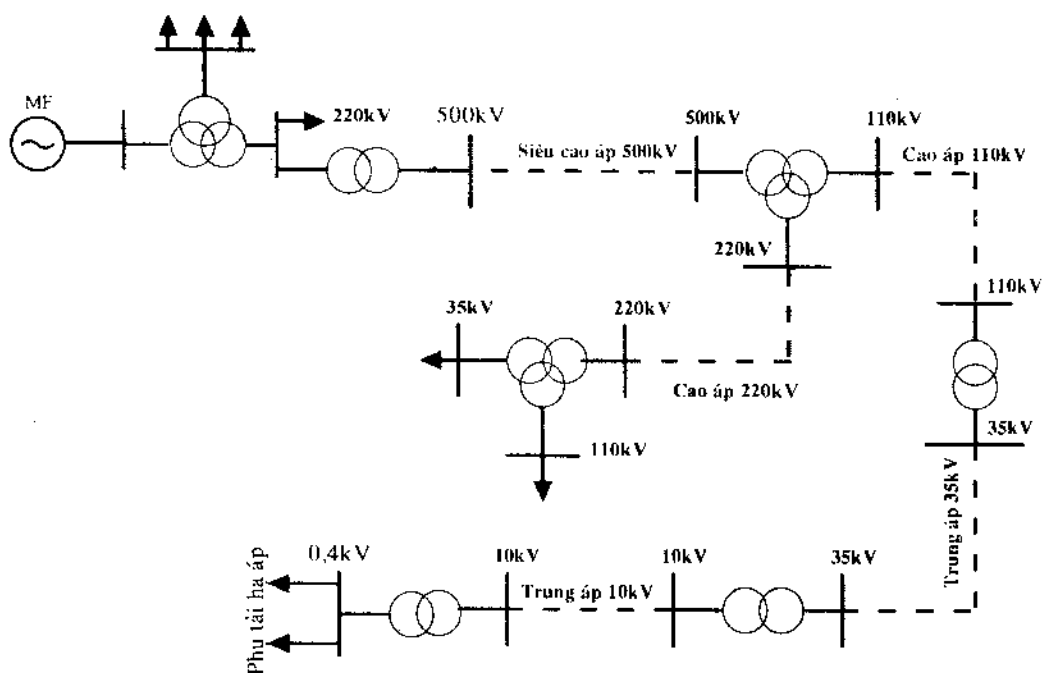 MF
220kV
500kV
Siêu cao áp 500kV
500kV
110kV
Cao áp 110kV
220kV
110kV
35kV
220kV
Cao áp 220kV
110kV
35kV
Trung áp 35kV
0,4kV
10kV
Trung áp 10kV
10kV
35kV
Phụ tải hạ áp